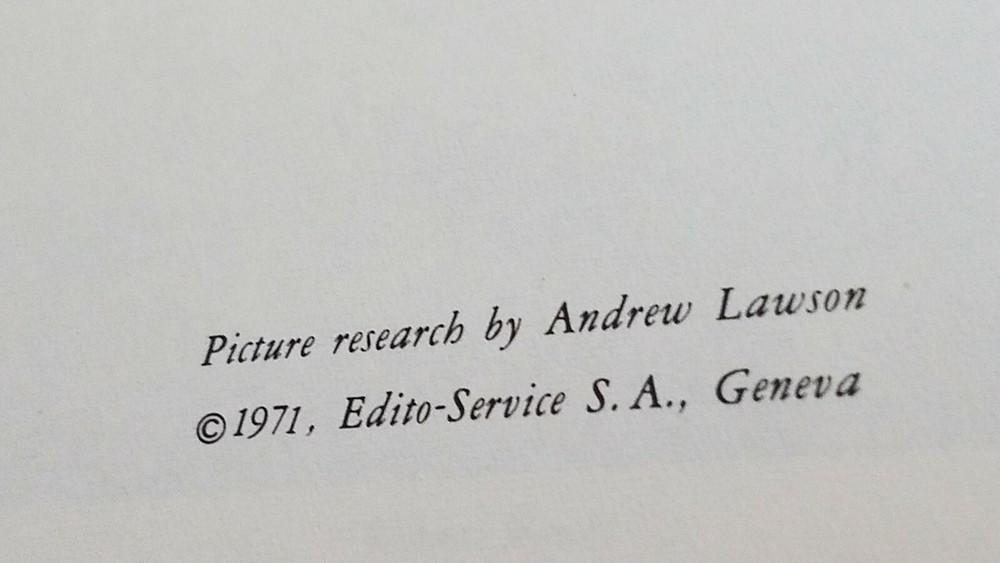 Picture research by Andrew Lawson
©1971, Edito-Service S. A., Geneva